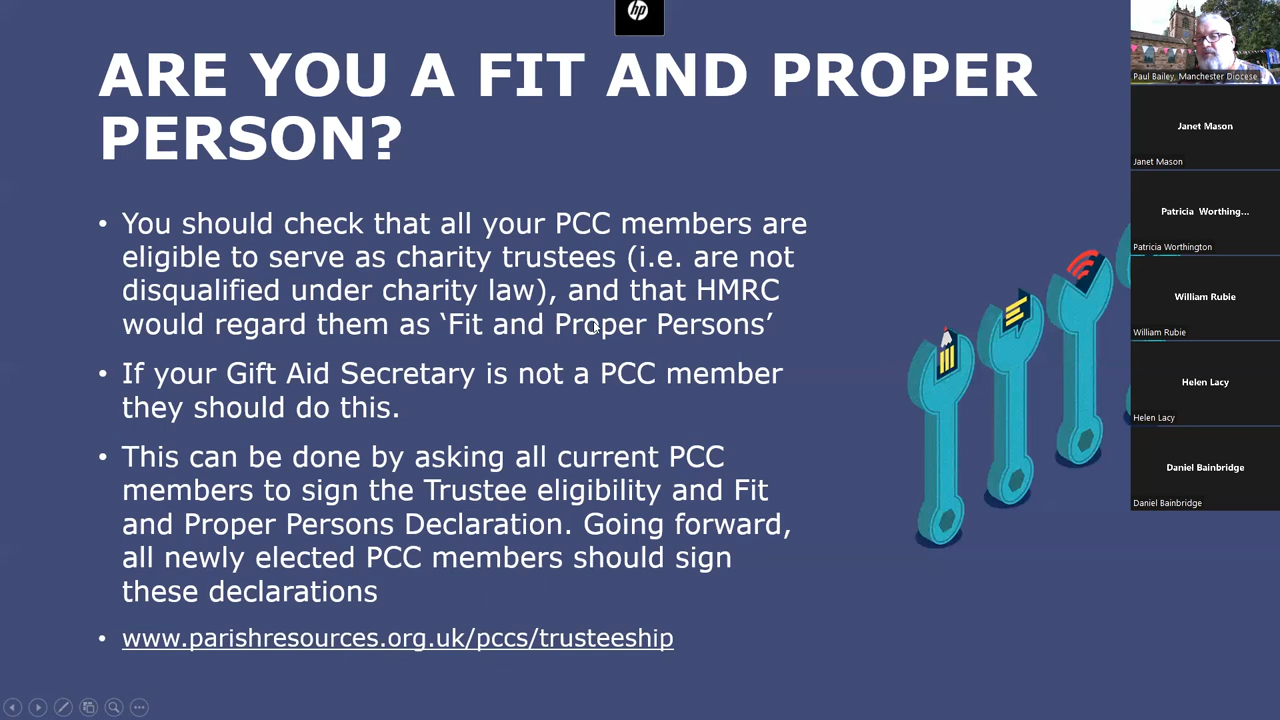 hp
ARE YOU A FIT AND PROPER
PERSON?
• You should check that all your PCC members are
eligible to serve as charity trustees (i.e. are not
disqualified under charity law), and that HMRC
would regard them as ‘Fit and Proper Persons’
• If your Gift Aid Secretary is not a PCC member
they should do this.
• This can be done by asking all current PCC
members to sign the Trustee eligibility and Fit
and Proper Persons Declaration. Going forward,
all newly elected PCC members should sign
these declarations
• www.parishresources.org.uk/pccs/trusteeship
Paul Bailey, Manchester Diocese ...
Janet Mason
Janet Mason
Patricia Worthing...
Patricia Worthington
William Rubie
William Rubie
Helen Lacy
Helen Lacy
Daniel Bainbridge
Daniel Bainbridge